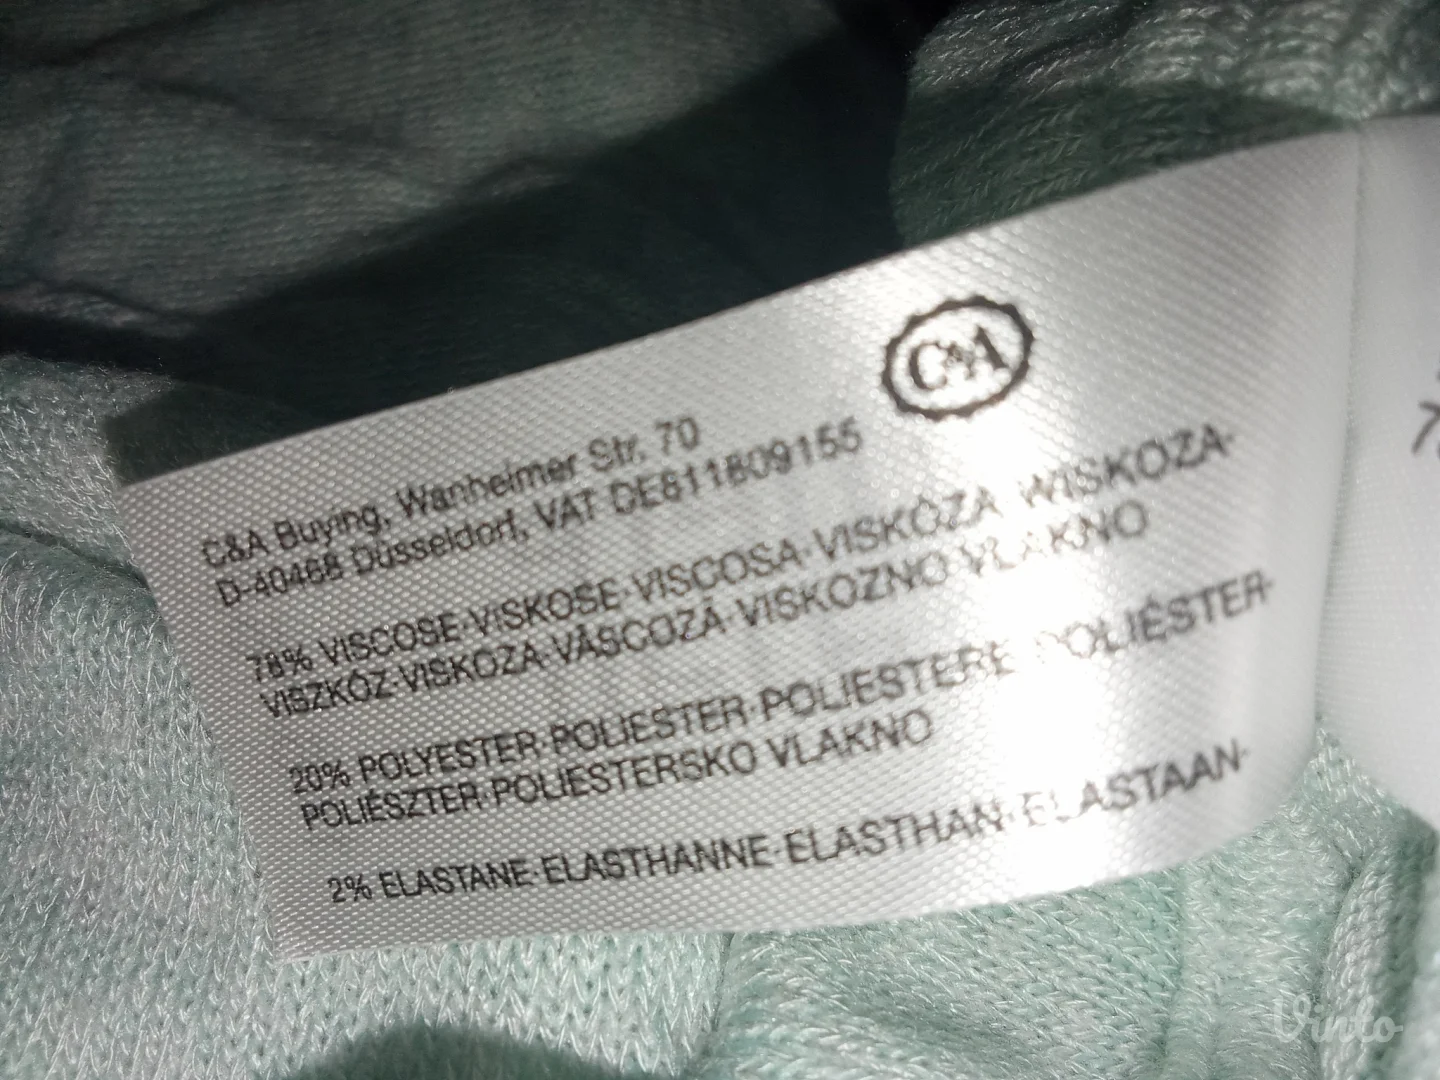 C&A
C&A Buying, Wanheimer Str. 70
D-40468 Düsseldorf, VAT DE811809155
78% VISCOSE·VISKOSE·VISCOSA·VISKÓZA·WISKOZA·
VISZKÓZ·VISKOZA·VÂSCOZĂ·VISKOZNO VLAKNO
20% POLYESTER·POLIESTER·POLIESTERE·POLIÉSTER·
POLIÉSZTER·POLIESTERSKO VLAKNO
2% ELASTANE·ELASTHANNE·ELASTHAN·ELASTAAN·
Vinto